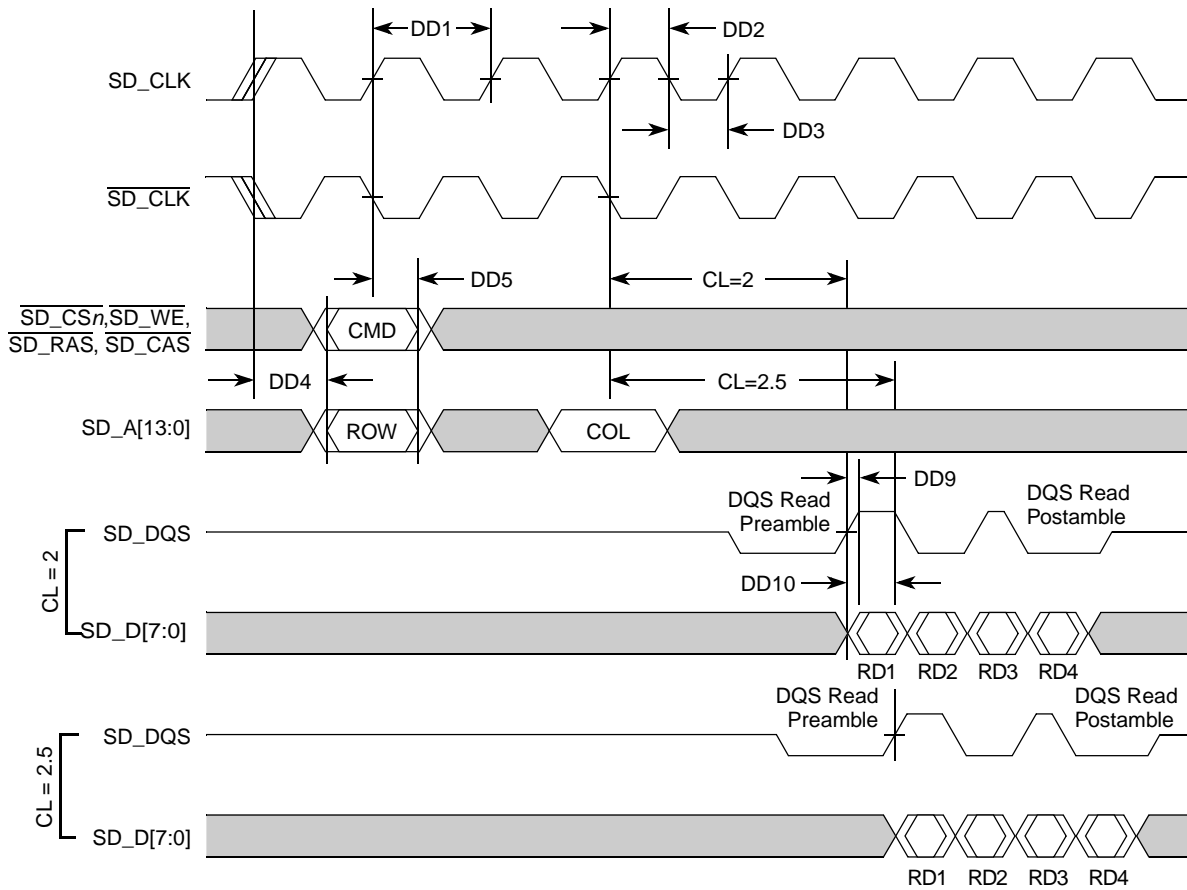 DD1
DD2
SD_CLK
DD3
SD_CLK
DD5
CL=2
SD_CSn,SD_WE,
SD_RAS, SD_CAS
CMD
DD4
CL=2.5
SD_A[13:0]
ROW
COL
DD9
DQS Read
Preamble
DQS Read
Postamble
SD_DQS
CL = 2
DD10
SD_D[7:0]
RD1 RD2 RD3 RD4
DQS Read
Preamble
DQS Read
Postamble
SD_DQS
CL = 2.5
SD_D[7:0]
RD1 RD2 RD3 RD4